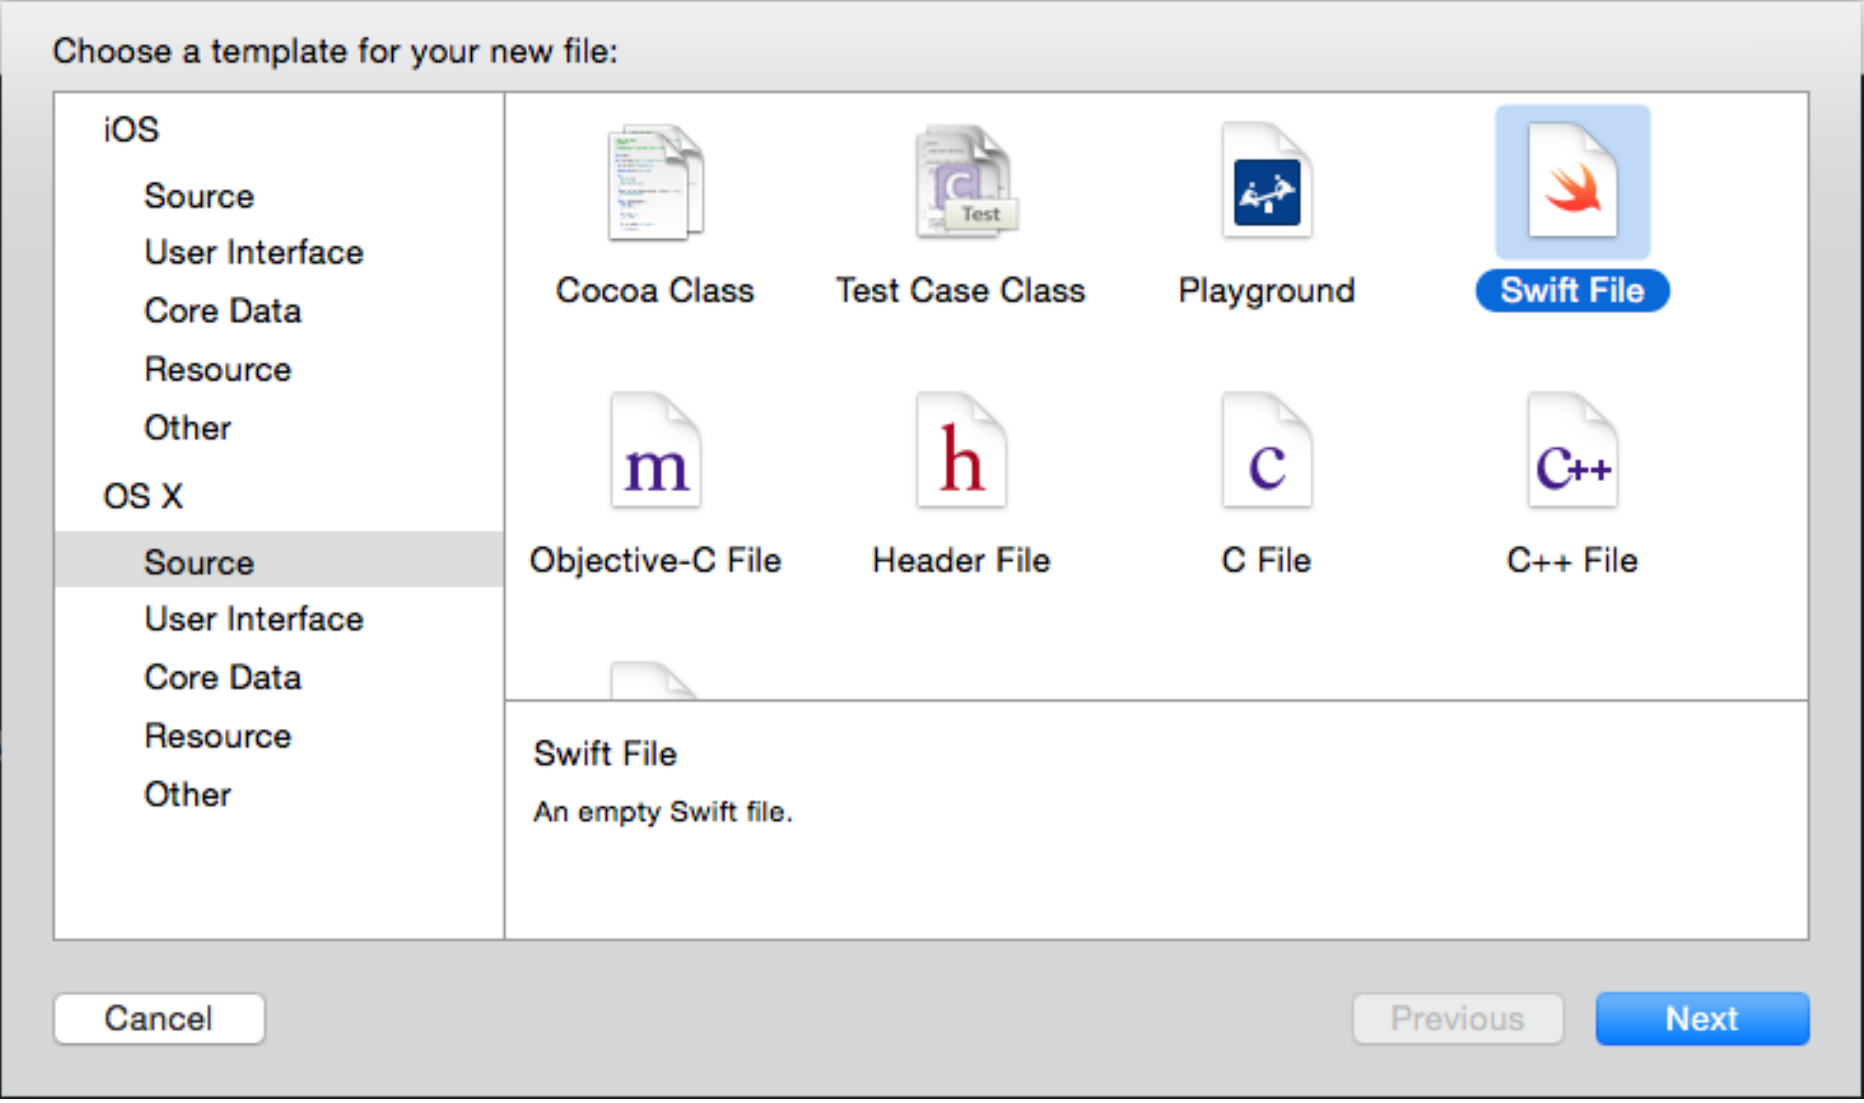 Choose a template for your new file:
iOS
Source
User Interface
Core Data
Resource
Other
OS X
Source
User Interface
Core Data
Resource
Other
C
Test
Cocoa Class
Test Case Class
Playground
Swift File
m
h
c
C++
Objective-C File
Header File
C File
C++ File
Swift File
An empty Swift file.
Cancel
Previous
Next